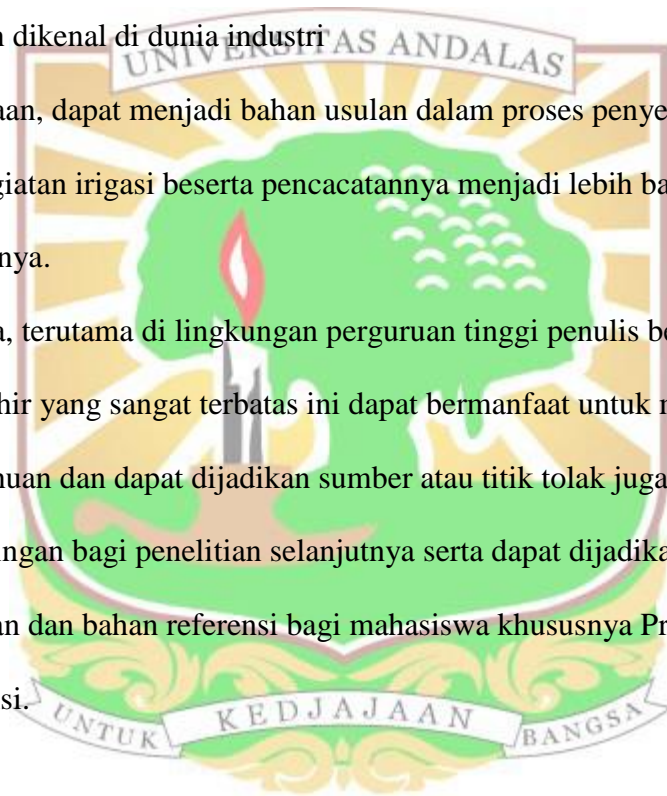 n dikenal di dunia industri
UNIVERSITAS ANDALAS
aan, dapat menjadi bahan usulan dalam proses penye
giatan irigasi beserta pencacatannya menjadi lebih ba
nya.
a, terutama di lingkungan perguruan tinggi penulis be
hir yang sangat terbatas ini dapat bermanfaat untuk
nuan dan dapat dijadikan sumber atau titik tolak juga
ingan bagi penelitian selanjutnya serta dapat dijadika
an dan bahan referensi bagi mahasiswa khususnya Pr
si.
UNTUK KEDJAJAAN BANGSA